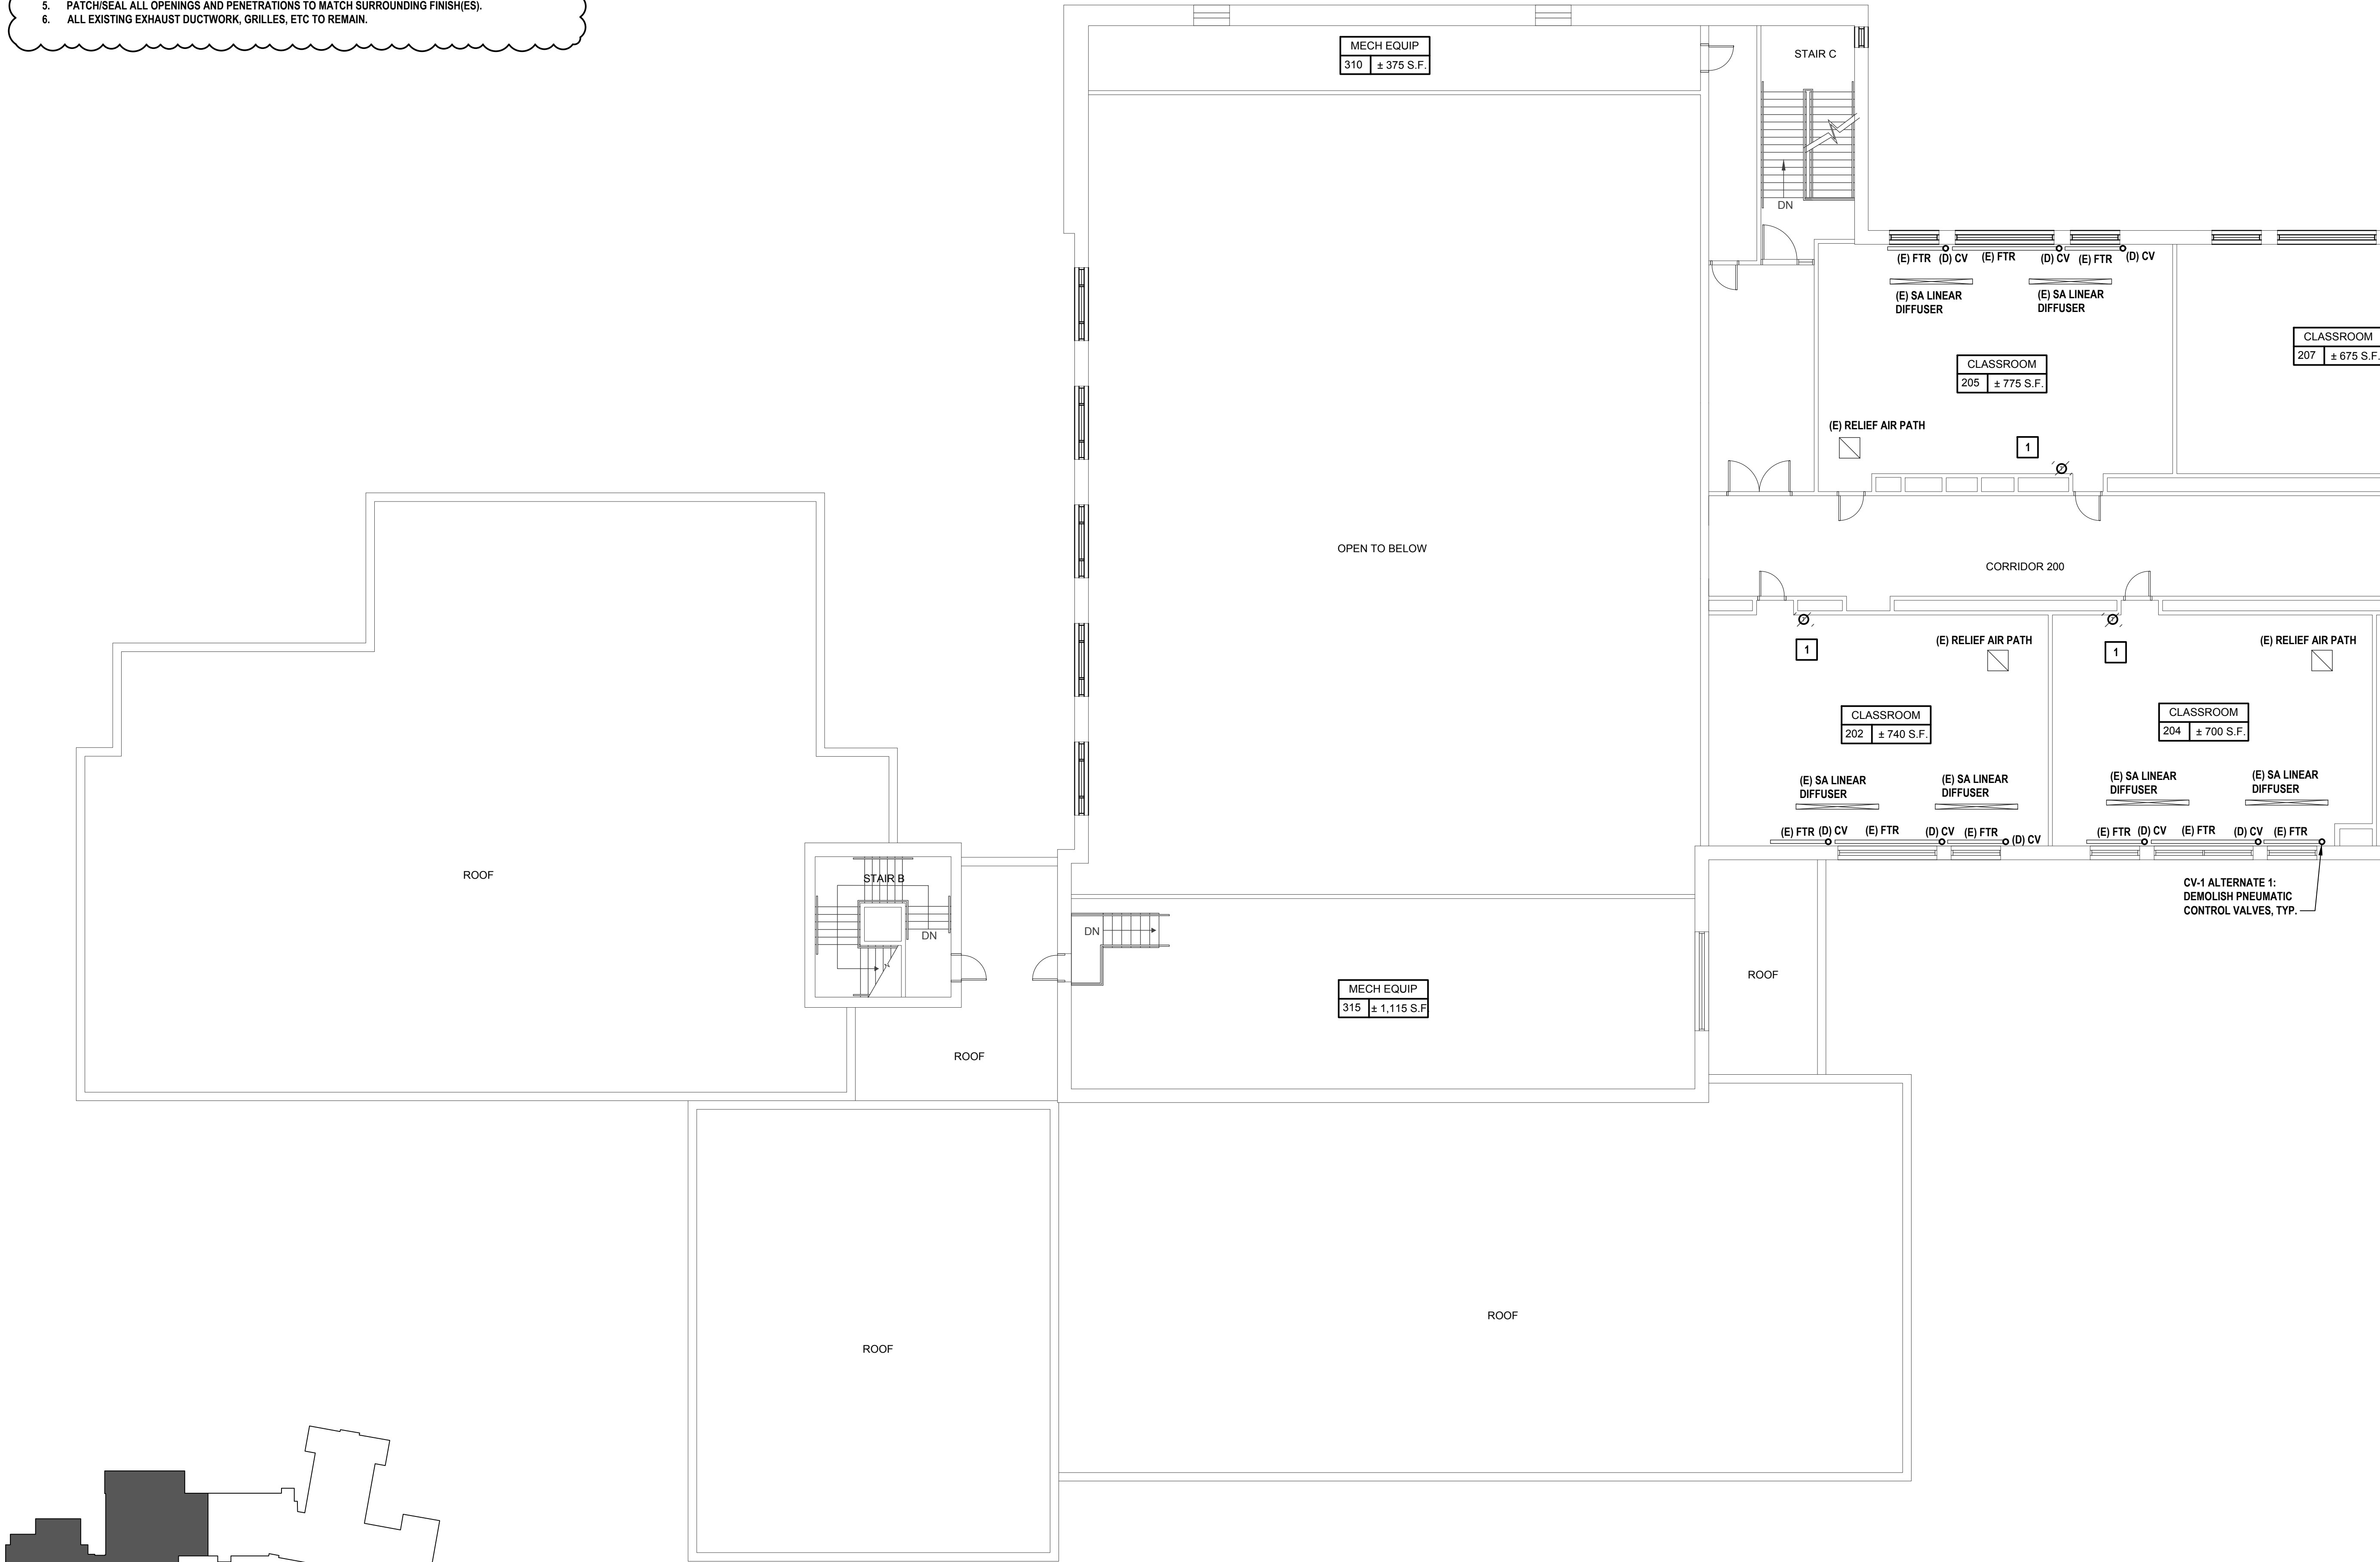 5. PATCH/SEAL ALL OPENINGS AND PENETRATIONS TO MATCH SURROUNDING FINISH(ES).
6. ALL EXISTING EXHAUST DUCTWORK, GRILLES, ETC TO REMAIN.
MECH EQUIP
310 ± 375 S.F.
STAIR C
DN
(E) FTR (D) CV (E) FTR (D) CV (E) FTR (D) CV
(E) SA LINEAR
DIFFUSER
(E) SA LINEAR
DIFFUSER
CLASSROOM
207 ± 675 S.F.
CLASSROOM
205 ± 775 S.F.
(E) RELIEF AIR PATH
1
T
OPEN TO BELOW
CORRIDOR 200
T
T
1
(E) RELIEF AIR PATH
1
(E) RELIEF AIR PATH
CLASSROOM
202 ± 740 S.F.
CLASSROOM
204 ± 700 S.F.
(E) SA LINEAR
DIFFUSER
(E) SA LINEAR
DIFFUSER
(E) SA LINEAR
DIFFUSER
(E) SA LINEAR
DIFFUSER
(E) FTR (D) CV (E) FTR (D) CV (E) FTR (D) CV
(E) FTR (D) CV (E) FTR (D) CV (E) FTR
CV-1 ALTERNATE 1:
DEMOLISH PNEUMATIC
CONTROL VALVES, TYP.
ROOF
STAIR B
DN
DN
ROOF
MECH EQUIP
315 ± 1,115 S.F
ROOF
ROOF
ROOF